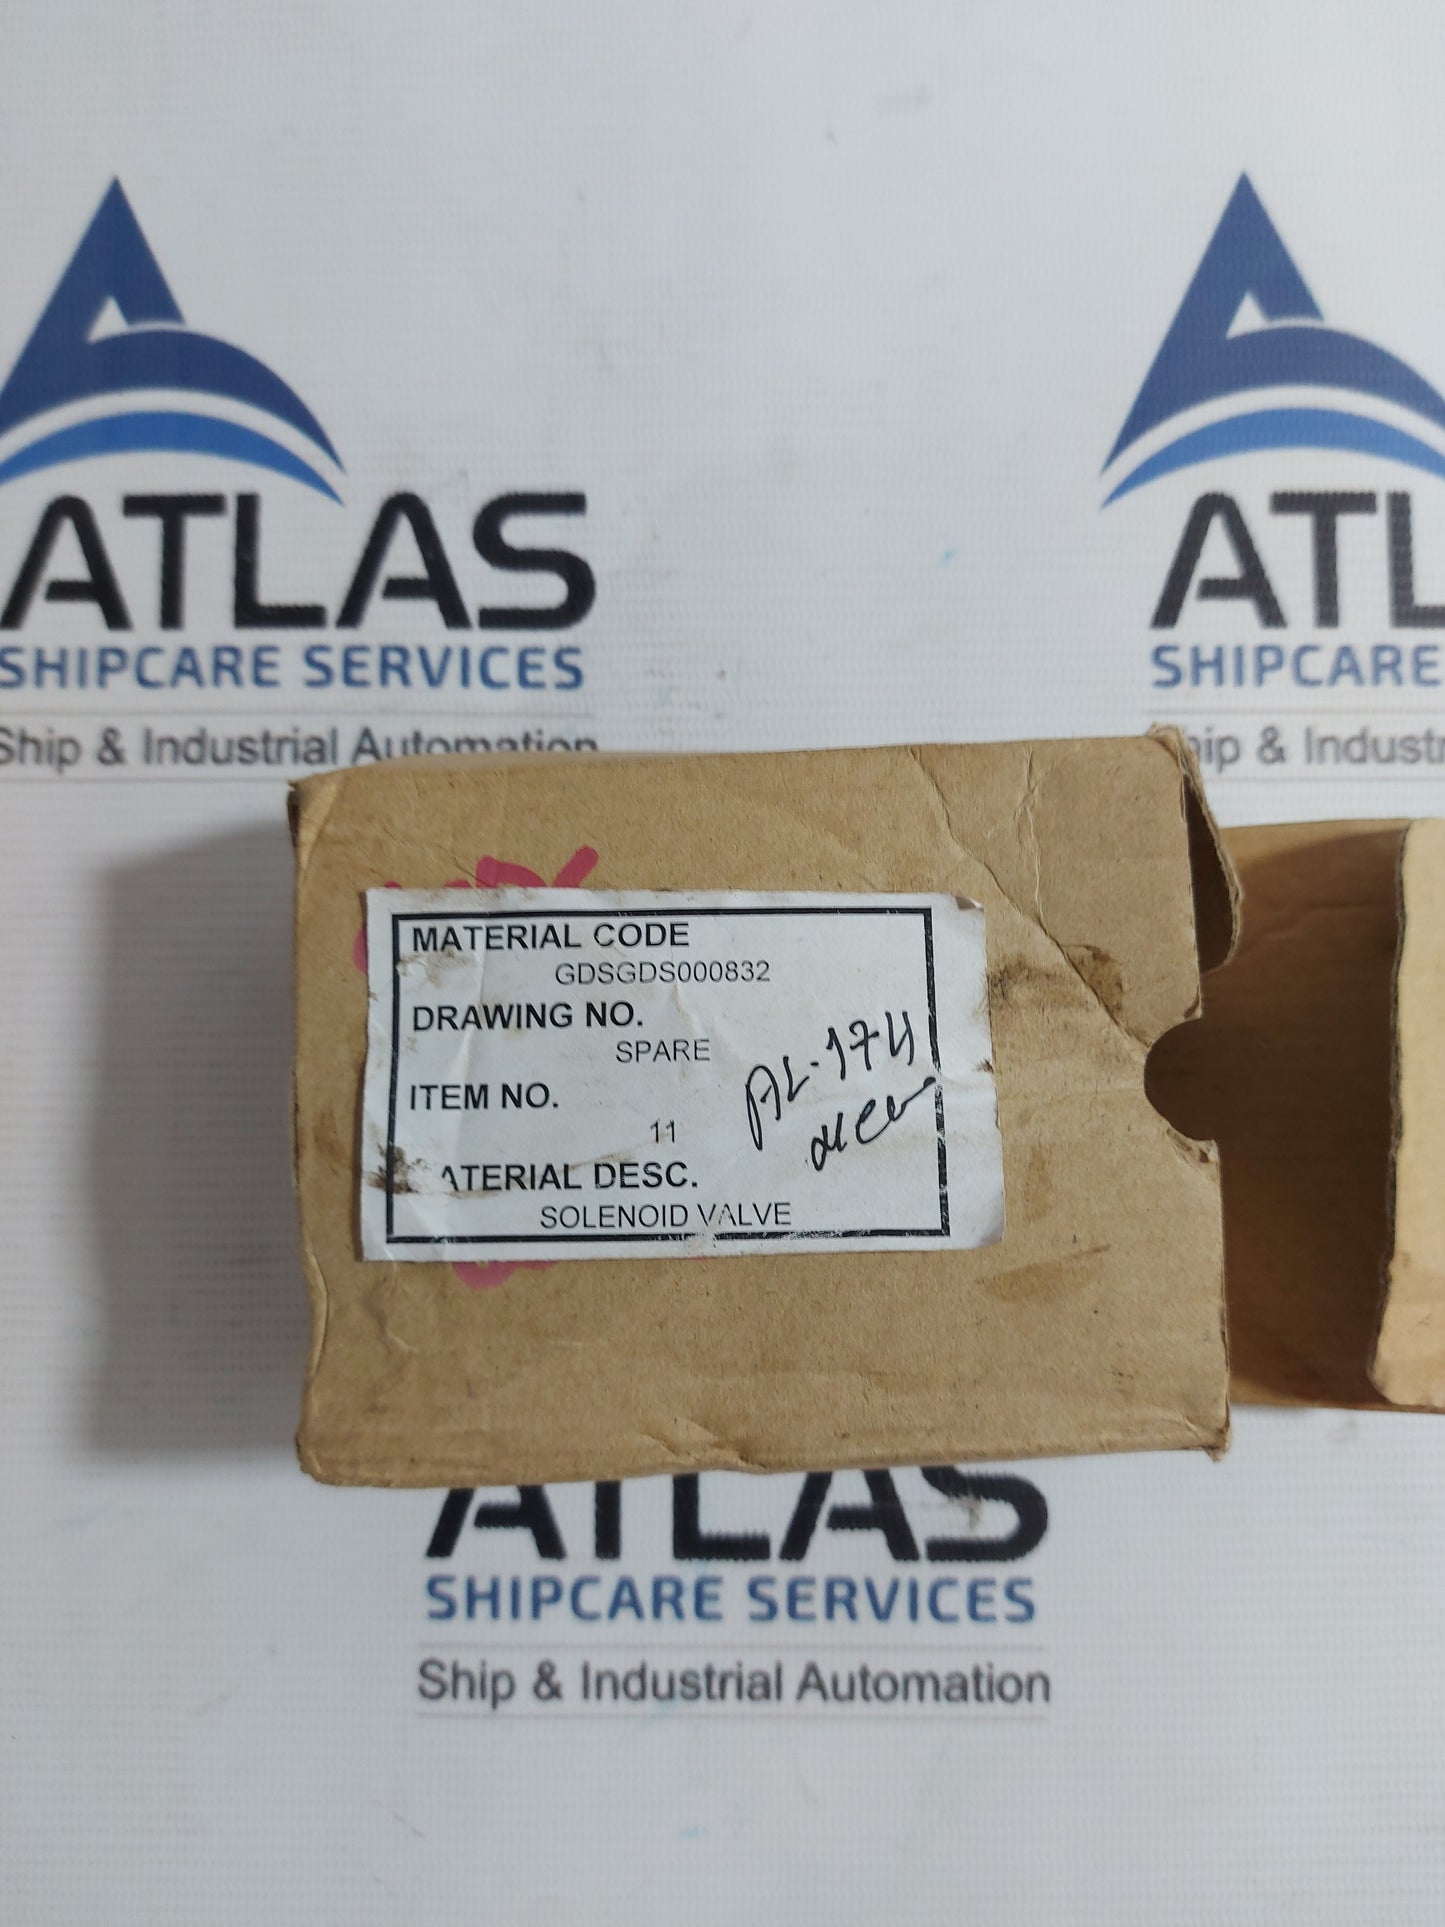 ATLAS
SHIPCARE SERVICES
Ship & Industrial Automation
ATL
SHIPCARE
hip & Industr
MATERIAL CODE
GDSGDS000832
DRAWING NO.
SPARE
ITEM NO.
11
ATERIAL DESC.
SOLENOID VALVE
AL-174
ATLAS
SHIPCARE SERVICES
Ship & Industrial Automation